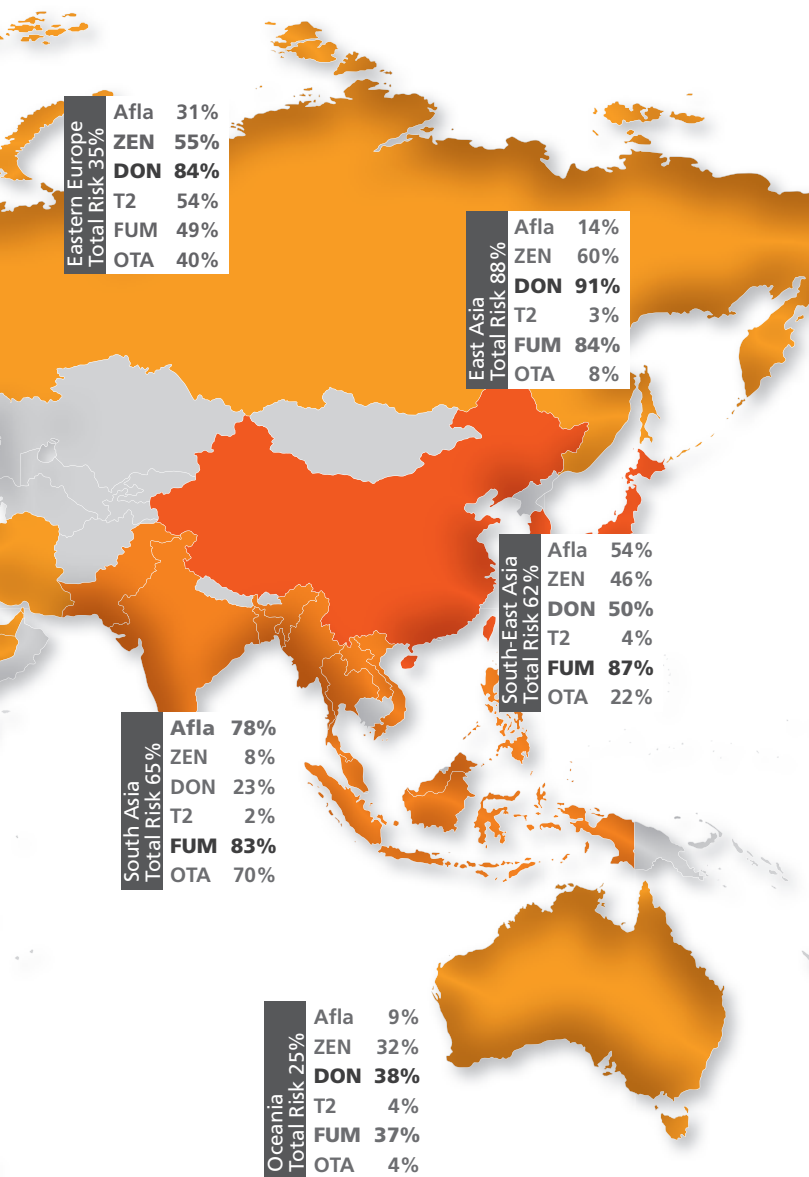 Eastern Europe
Total Risk 35%
Afla 31%
ZEN 55%
DON 84%
T2 54%
FUM 49%
OTA 40%
East Asia
Total Risk 88%
Afla 14%
ZEN 60%
DON 91%
T2 3%
FUM 84%
OTA 8%
South-East Asia
Total Risk 62%
Afla 54%
ZEN 46%
DON 50%
T2 4%
FUM 87%
OTA 22%
South Asia
Total Risk 65%
Afla 78%
ZEN 8%
DON 23%
T2 2%
FUM 83%
OTA 70%
Oceania
Total Risk 25%
Afla 9%
ZEN 32%
DON 38%
T2 4%
FUM 37%
OTA 4%